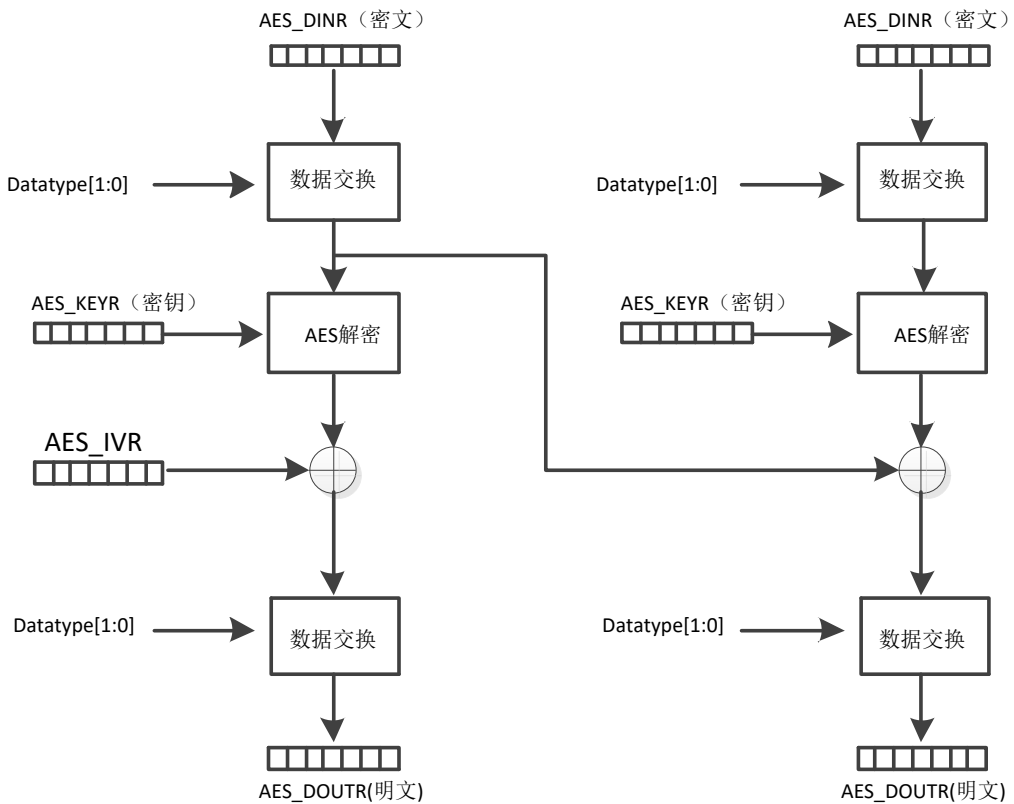 AES_DINR（密文）
AES_DINR（密文）
数据交换
数据交换
Datatype[1:0]
Datatype[1:0]
AES_KEYR（密钥）
AES_KEYR（密钥）
AES解密
AES解密
AES_IVR
数据交换
数据交换
Datatype[1:0]
Datatype[1:0]
AES_DOUTR(明文)
AES_DOUTR(明文)